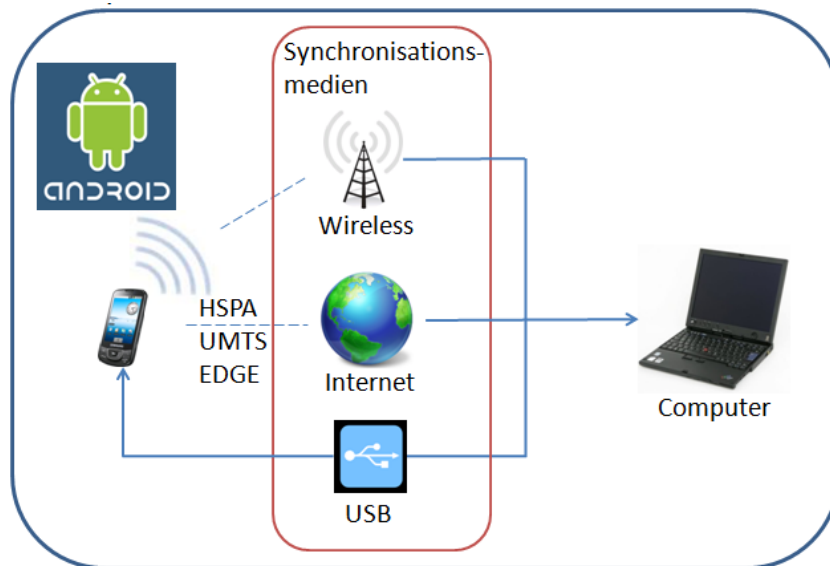 Synchronisations-
medien
ANDROID
Wireless
HSPA
UMTS
EDGE
Internet
Computer
USB